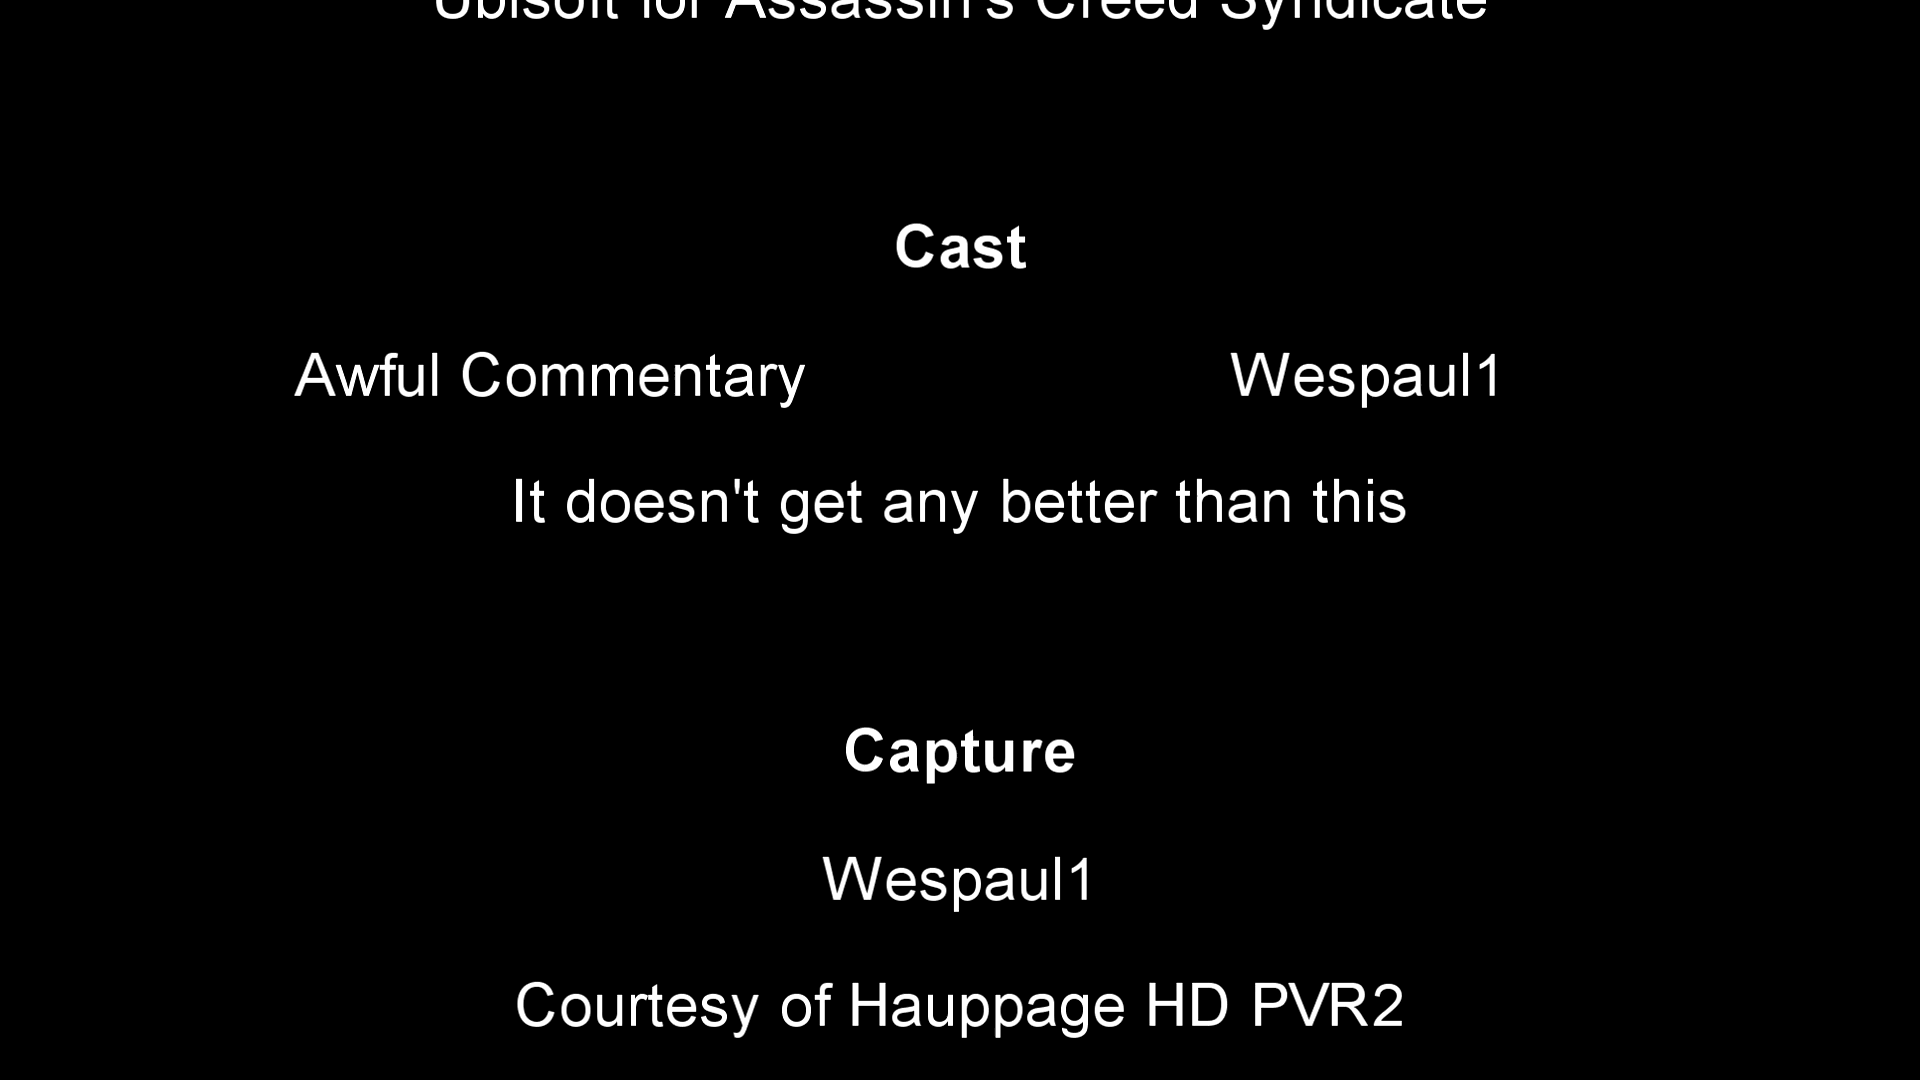 Ubisoft for Assassin's Creed Syndicate
Cast
Awful Commentary Wespaul1
It doesn't get any better than this
Capture
Wespaul1
Courtesy of Hauppage HD PVR2